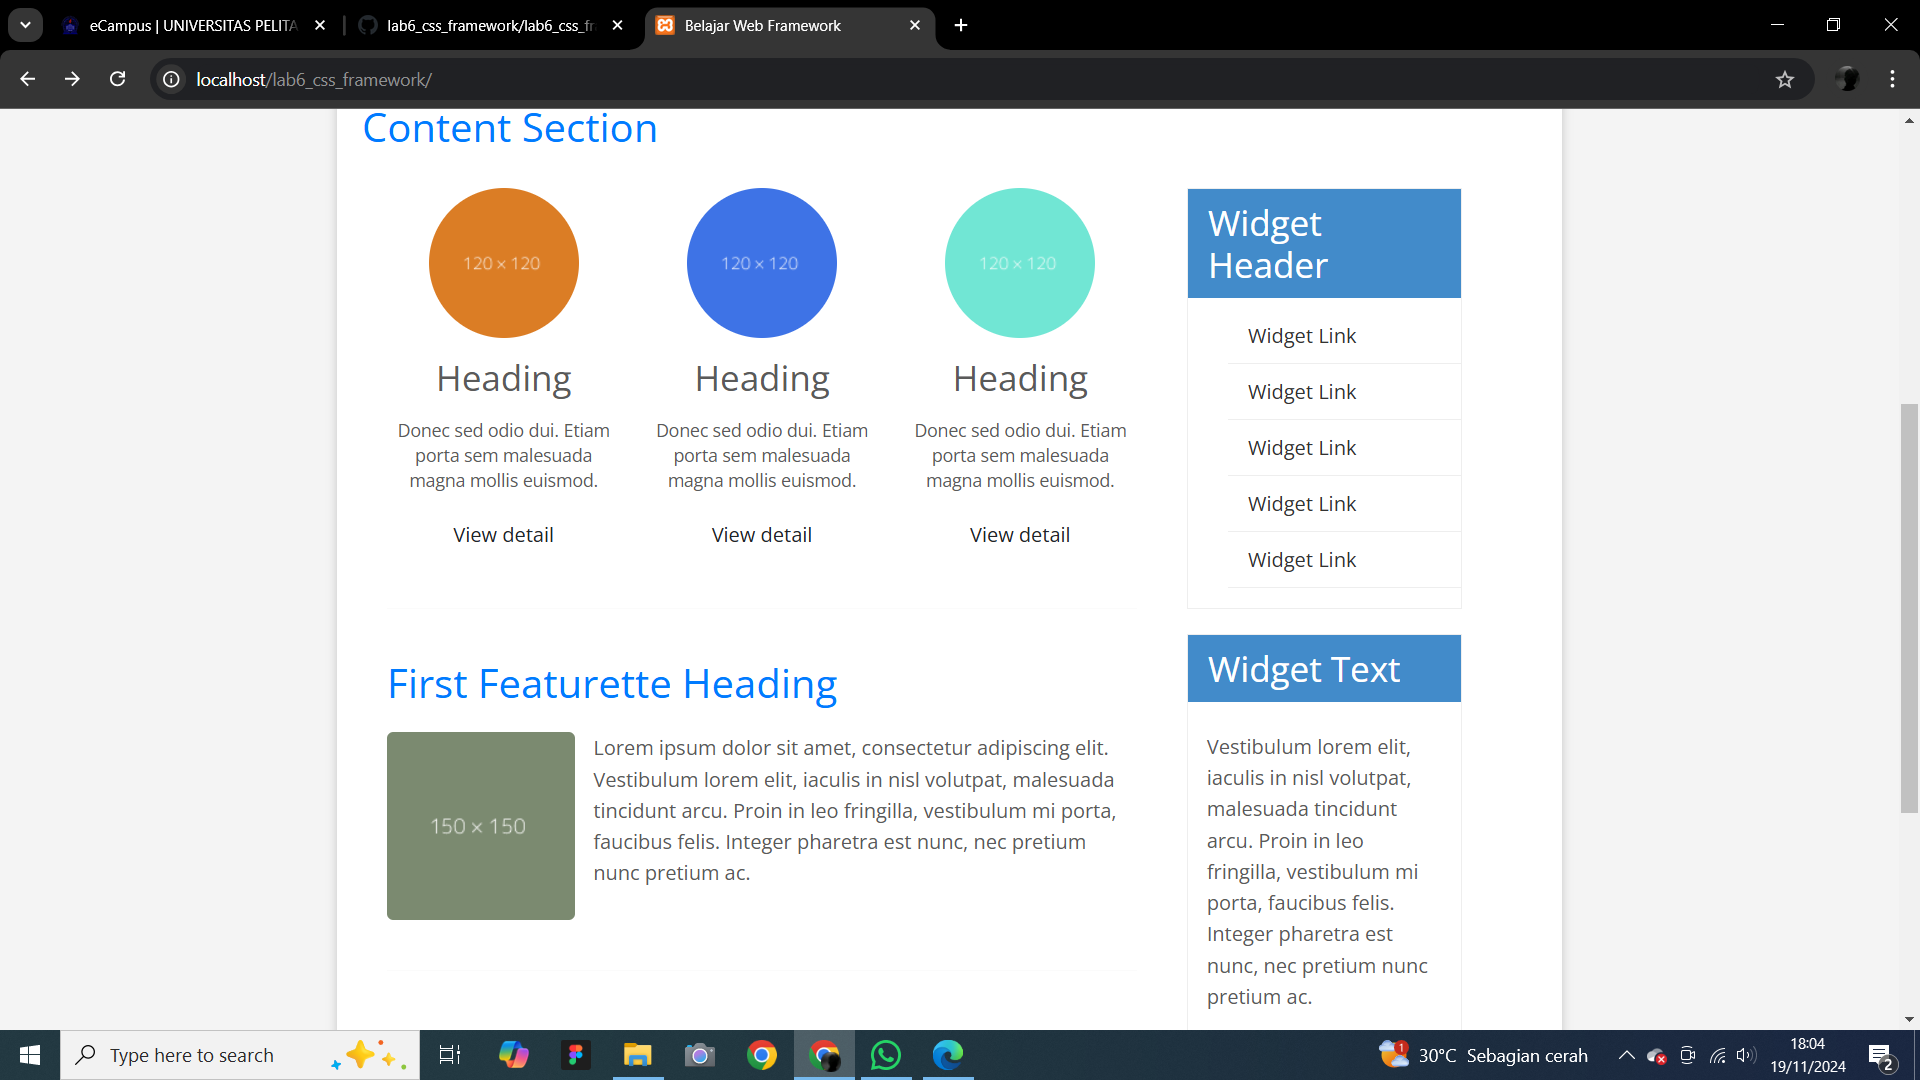 eCampus | UNIVERSITAS PELITA
lab6_css_framework/lab6_css_fr
Belajar Web Framework
localhost/lab6_css_framework/
Content Section
120 × 120
120 × 120
120 × 120
Heading
Heading
Heading
Donec sed odio dui. Etiam
porta sem malesuada
magna mollis euismod.
Donec sed odio dui. Etiam
porta sem malesuada
magna mollis euismod.
Donec sed odio dui. Etiam
porta sem malesuada
magna mollis euismod.
View detail
View detail
View detail
First Featurette Heading
150 × 150
Lorem ipsum dolor sit amet, consectetur adipiscing elit.
Vestibulum lorem elit, iaculis in nisl volutpat, malesuada
tincidunt arcu. Proin in leo fringilla, vestibulum mi porta,
faucibus felis. Integer pharetra est nunc, nec pretium
nunc pretium ac.
Widget
Header
Widget Link
Widget Link
Widget Link
Widget Link
Widget Link
Widget Text
Vestibulum lorem elit,
iaculis in nisl volutpat,
malesuada tincidunt
arcu. Proin in leo
fringilla, vestibulum mi
porta, faucibus felis.
Integer pharetra est
nunc, nec pretium nunc
pretium ac.
Type here to search
1
30°C Sebagian cerah
18:04
19/11/2024
2